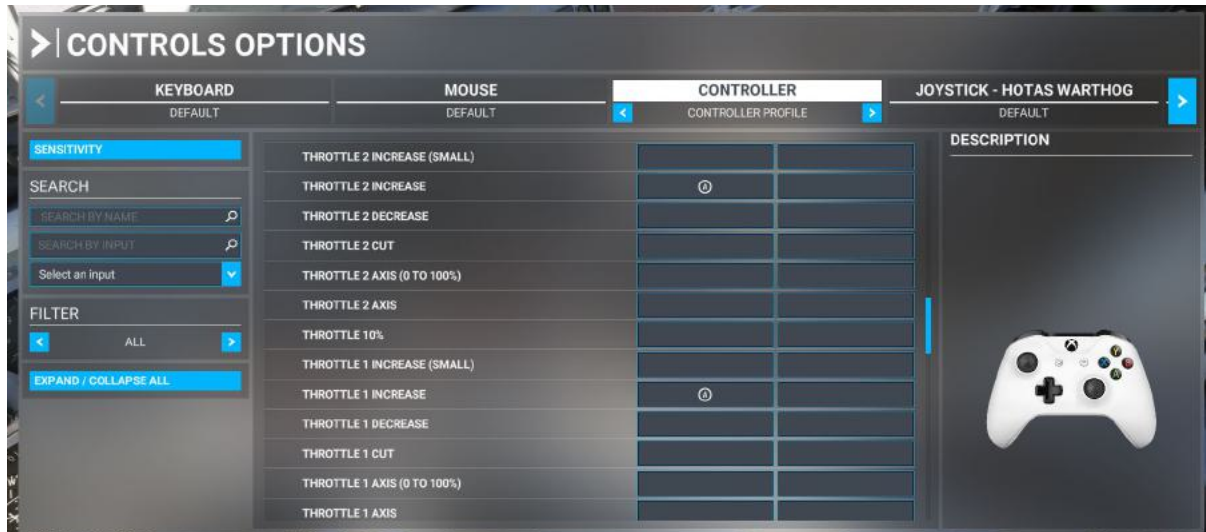 CONTROLS OPTIONS
KEYBOARD
DEFAULT
MOUSE
DEFAULT
CONTROLLER
CONTROLLER PROFILE
JOYSTICK - HOTAS WARTHOG
DEFAULT
SENSITIVITY
SEARCH
SEARCH BY NAME
SEARCH BY INPUT
Select an input
FILTER
ALL
EXPAND / COLLAPSE ALL
THROTTLE 2 INCREASE (SMALL)
THROTTLE 2 INCREASE
A
THROTTLE 2 DECREASE
THROTTLE 2 CUT
THROTTLE 2 AXIS (0 TO 100%)
THROTTLE 2 AXIS
THROTTLE 10%
THROTTLE 1 INCREASE (SMALL)
THROTTLE 1 INCREASE
A
THROTTLE 1 DECREASE
THROTTLE 1 CUT
THROTTLE 1 AXIS (0 TO 100%)
THROTTLE 1 AXIS
DESCRIPTION
Y
X
B
A